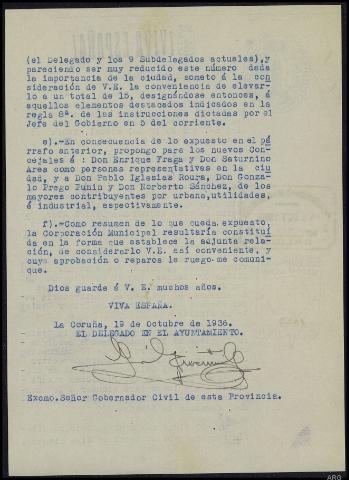 (el Delegado y los 9 Subdelegados actuales),y
pareciendo ser muy reducido este número dada
la importancia de la ciudad, someto á la con
sideración de V.E. la conveniencia de elevar-
lo a un total de 15, designándose entonces, á
aquellos elementos destacados indicados en la
regla 8ª. de las instrucciones dictadas por el
Jefe del Gobierno en 5 del corriente.
e).-En consecuencia de lo expuesto en el pá
rrafo anterior, propongo para los nuevos Con-
cejales á : Don Enrique Fraga y Don Saturnino
Ares como personas representativas en la ciu
dad, y a Don Pablo Iglesias Roura, Don Gonza-
lo Prego Punin y Don Norberto Sánchez, de los
mayores contribuyentes por urbana,utilidades,
é industrial, espectivamente.
f).-Como resumen de lo que queda expuesto,
la Corporación Municipal resultaría constituí
da en la forma que establece la adjunta rela-
ción, de considerarlo V.E. así conveniente, y
cuya aprobación o reparos le ruego me comuni-
que.
Dios guarde á V. E. muchos años.
VIVA ESPAÑA.
La Coruña, 19 de Octubre de 1936.
EL DELEGADO EN EL AYUNTAMIENTO.
Excmo. Señor Gobernador Civil de esta Provincia.
ARG